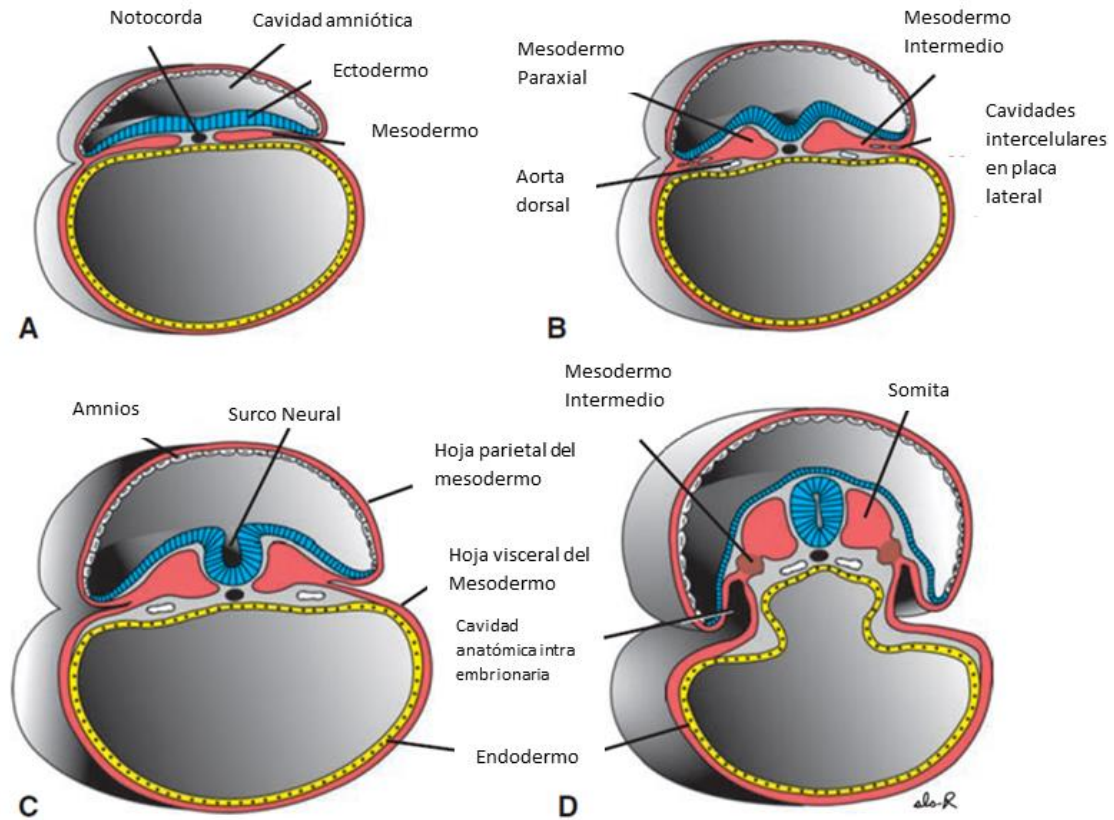 Notocorda
Cavidad amniótica
Ectodermo
Mesodermo
A
Mesodermo
Paraxial
Mesodermo
Intermedio
Cavidades
intercelulares
en placa
lateral
Aorta
dorsal
B
Amnios
Surco Neural
Hoja parietal del
mesodermo
Hoja visceral del
Mesodermo
Cavidad
anatómica intra
embrionaria
Endodermo
C
Mesodermo
Intermedio
Somita
D